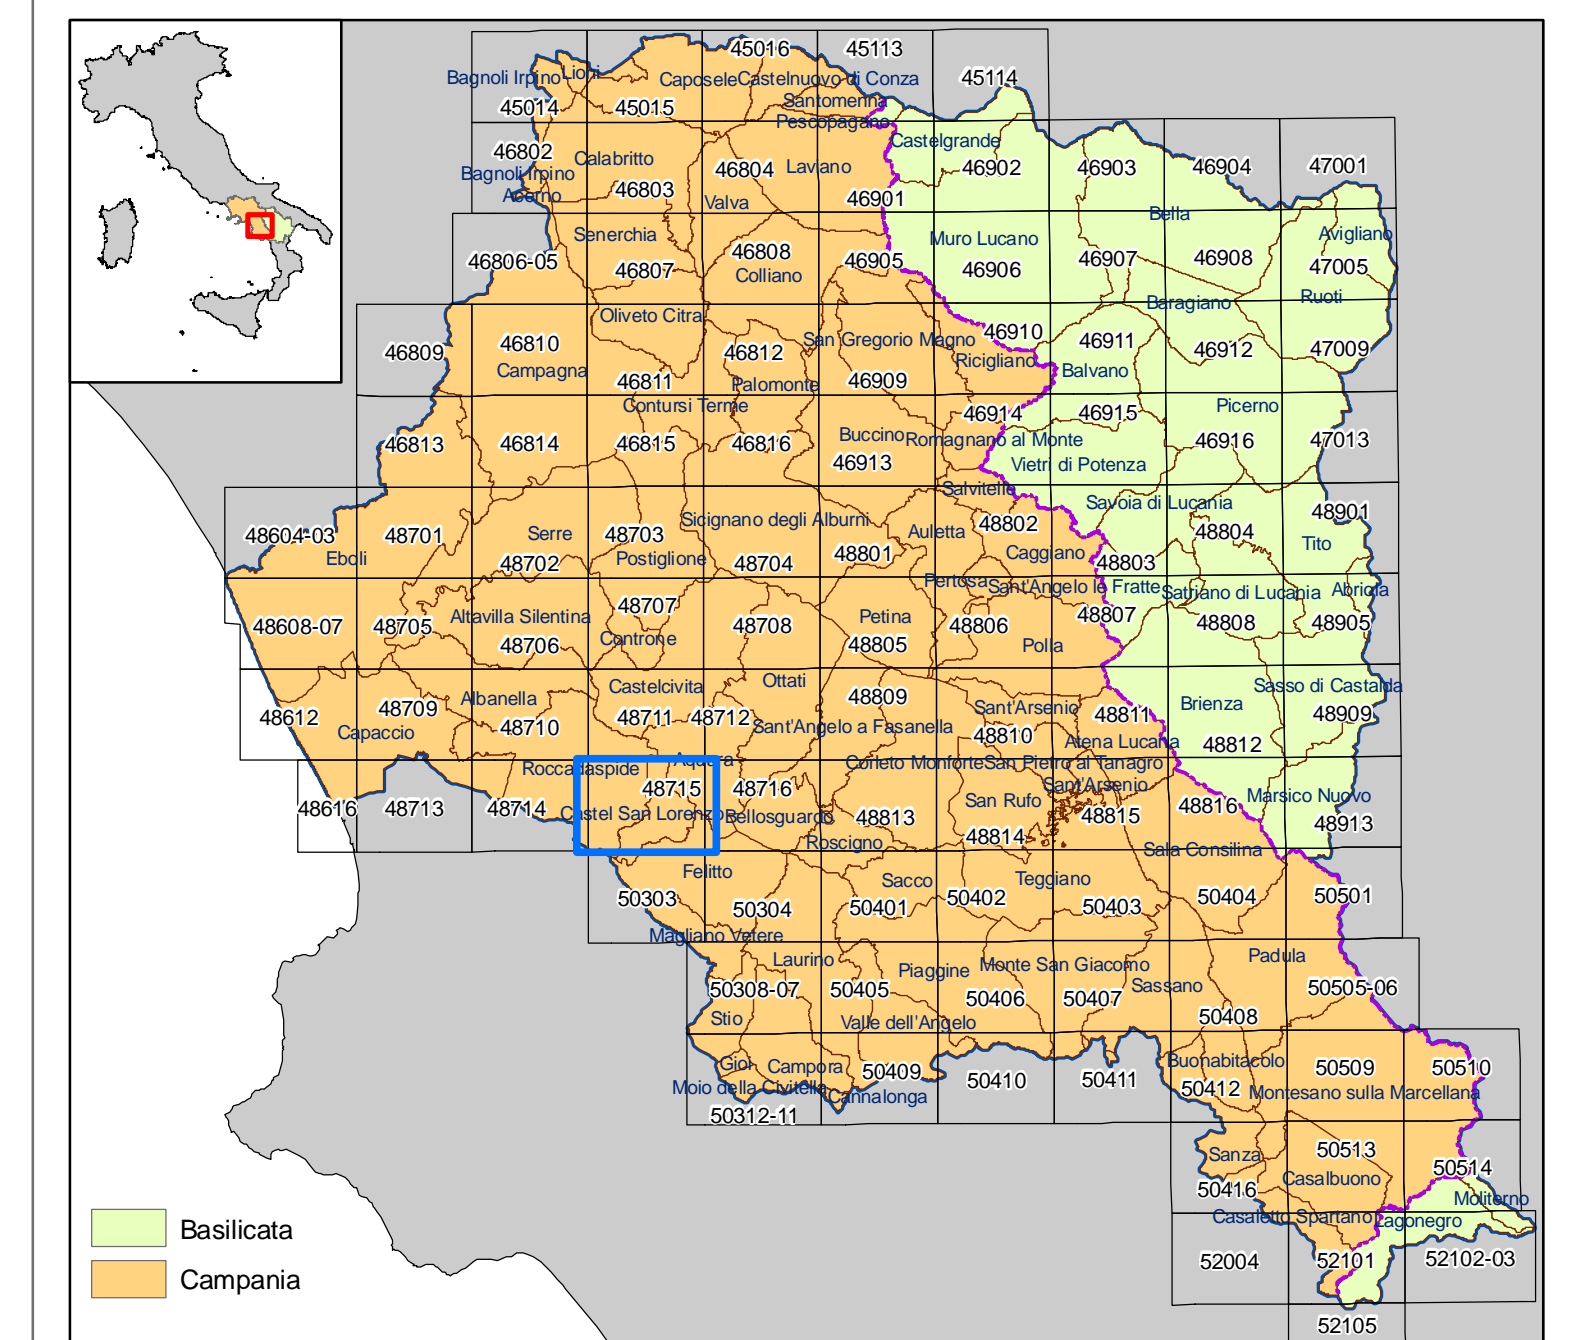 45016
45113
45114
Bagnoli Irpino
Lioni
Caposele
Castelnuovo di Conza
45014
45015
Santomenna
Pescopagano
46802
Calabritto
46804
Laviano
Castelgrande
46902
46903
46904
47001
Bagnoli Irpino
Acerno
46803
Valva
46901
Bella
Senerchia
46808
Muro Lucano
Avigliano
46806-05
46807
Colliano
46905
46906
46907
46908
47005
Oliveto Citra
Baragiano
Ruoti
46809
46810
46812
San Gregorio Magno
46910
46911
46912
47009
Campagna
46811
Palomonte
46909
Ricigliano
Balvano
Contursi Terme
46914
46915
Picerno
46813
46814
46815
46816
Buccino
Romagnano al Monte
46916
47013
46913
Vietri di Potenza
Salvitelle
Savoia di Lucania
48901
48604-03
48701
Serre
48703
Sicignano degli Alburni
Auletta
48802
48804
Tito
Eboli
48702
Postiglione
48704
48801
Caggiano
48803
Pertosa
Sant'Angelo le Fratte
Satriano di Lucania
Abriola
48608-07
48705
Altavilla Silentina
48707
48708
Petina
48806
48807
48808
48905
48706
Controne
48805
Polla
Castelcivita
Ottati
Sasso di Castalda
48612
48709
Albanella
48711
48712
48809
Sant'Arsenio
48811
Brienza
48909
Capaccio
48710
Sant'Angelo a Fasanella
48810
Atena Lucana
48812
Aquara
Roccadaspide
Corleto Monforte
San Pietro al Tanagro
48616
48713
48714
48715
48716
Sant'Arsenio
San Rufo
48816
Marsico Nuovo
Castel San Lorenzo
Bellosguardo
48813
48814
48815
48913
Roscigno
Sala Consilina
Felitto
Sacco
Teggiano
50303
50304
50401
50402
50403
50404
50501
Magliano Vetere
Laurino
Piaggine
Monte San Giacomo
Padula
50308-07
50405
50406
50407
Sassano
50505-06
Stio
Valle dell'Angelo
50408
Gioi
Campora
50409
50410
50411
Buonabitacolo
50509
50510
Moio della Civitella
Cannalonga
50412
Montesano sulla Marcellana
50312-11
Sanza
50513
50514
50416
Casalbuono
Moliterno
Casaletto Spartano
Lagonegro
52004
52101
52102-03
52105
Basilicata
Campania